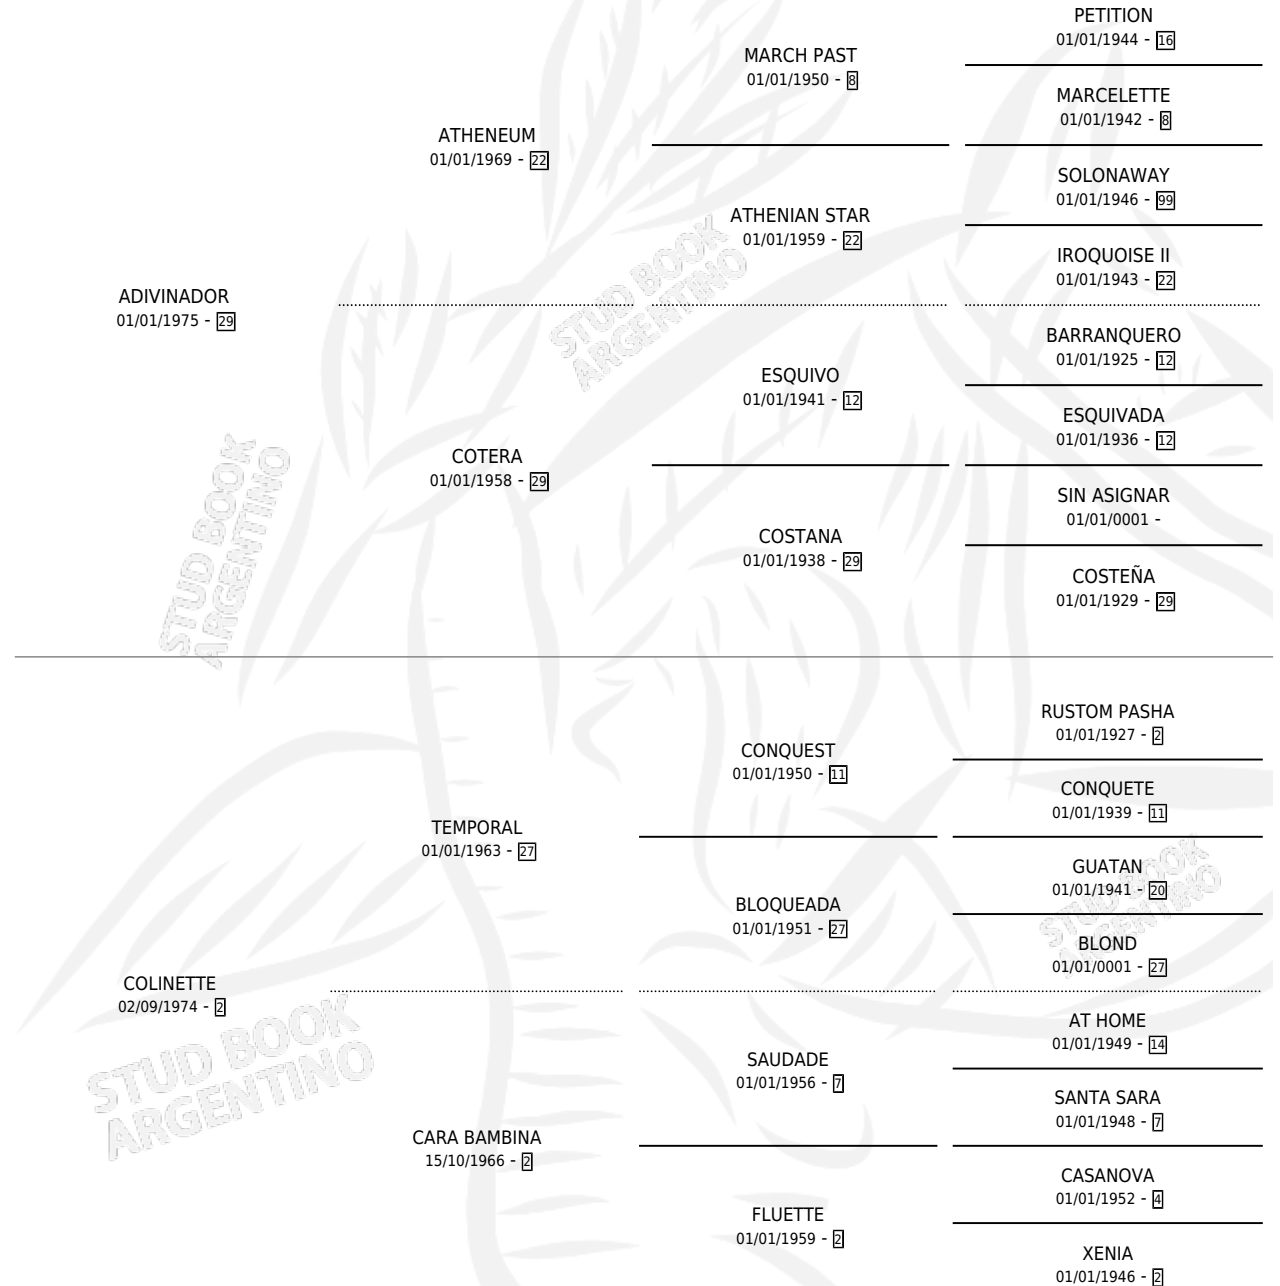 PETITION
01/01/1944 - 16
MARCH PAST
01/01/1950 - 8
MARCELETTE
01/01/1942 - 8
ATHENEUM
01/01/1969 - 22
SOLONAWAY
01/01/1946 - 99
ATHENIAN STAR
01/01/1959 - 22
IROQUOISE II
01/01/1943 - 22
ADIVINADOR
01/01/1975 - 29
BARRANQUERO
01/01/1925 - 12
ESQUIVO
01/01/1941 - 12
ESQUIVADA
01/01/1936 - 12
COTERA
01/01/1958 - 29
SIN ASIGNAR
01/01/0001 -
COSTANA
01/01/1938 - 29
COSTEÑA
01/01/1929 - 29
RUSTOM PASHA
01/01/1927 - 2
CONQUEST
01/01/1950 - 11
CONQUETE
01/01/1939 - 11
TEMPORAL
01/01/1963 - 27
GUATAN
01/01/1941 - 20
BLOQUEADA
01/01/1951 - 27
BLOND
01/01/0001 - 27
COLINETTE
02/09/1974 - 2
AT HOME
01/01/1949 - 14
SAUDADE
01/01/1956 - 7
SANTA SARA
01/01/1948 - 7
CARA BAMBINA
15/10/1966 - 2
CASANOVA
01/01/1952 - 4
FLUETTE
01/01/1959 - 2
XENIA
01/01/1946 - 2
STUD BOOK
ARGENTINO
STUD BOOK
ARGENTINO
STUD BOOK
ARGENTINO
STUD BOOK
ARGENTINO